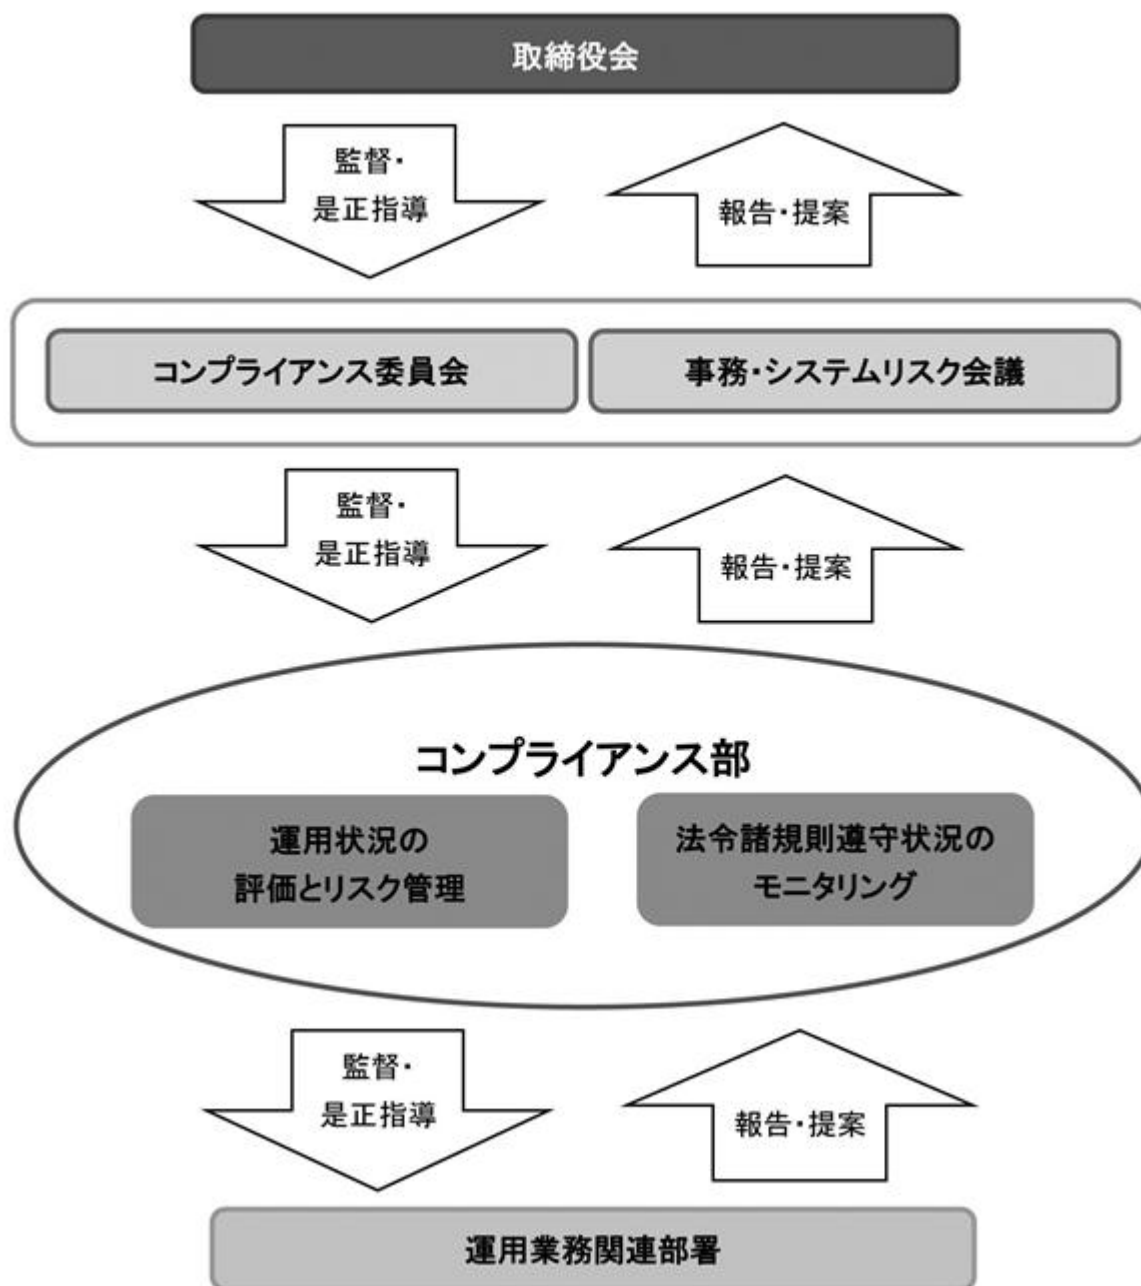 取締役会
監督・
是正指導
報告・提案
コンプライアンス委員会
事務・システムリスク会議
監督・
是正指導
報告・提案
コンプライアンス部
運用状況の
評価とリスク管理
法令諸規則遵守状況の
モニタリング
監督・
是正指導
報告・提案
運用業務関連部署